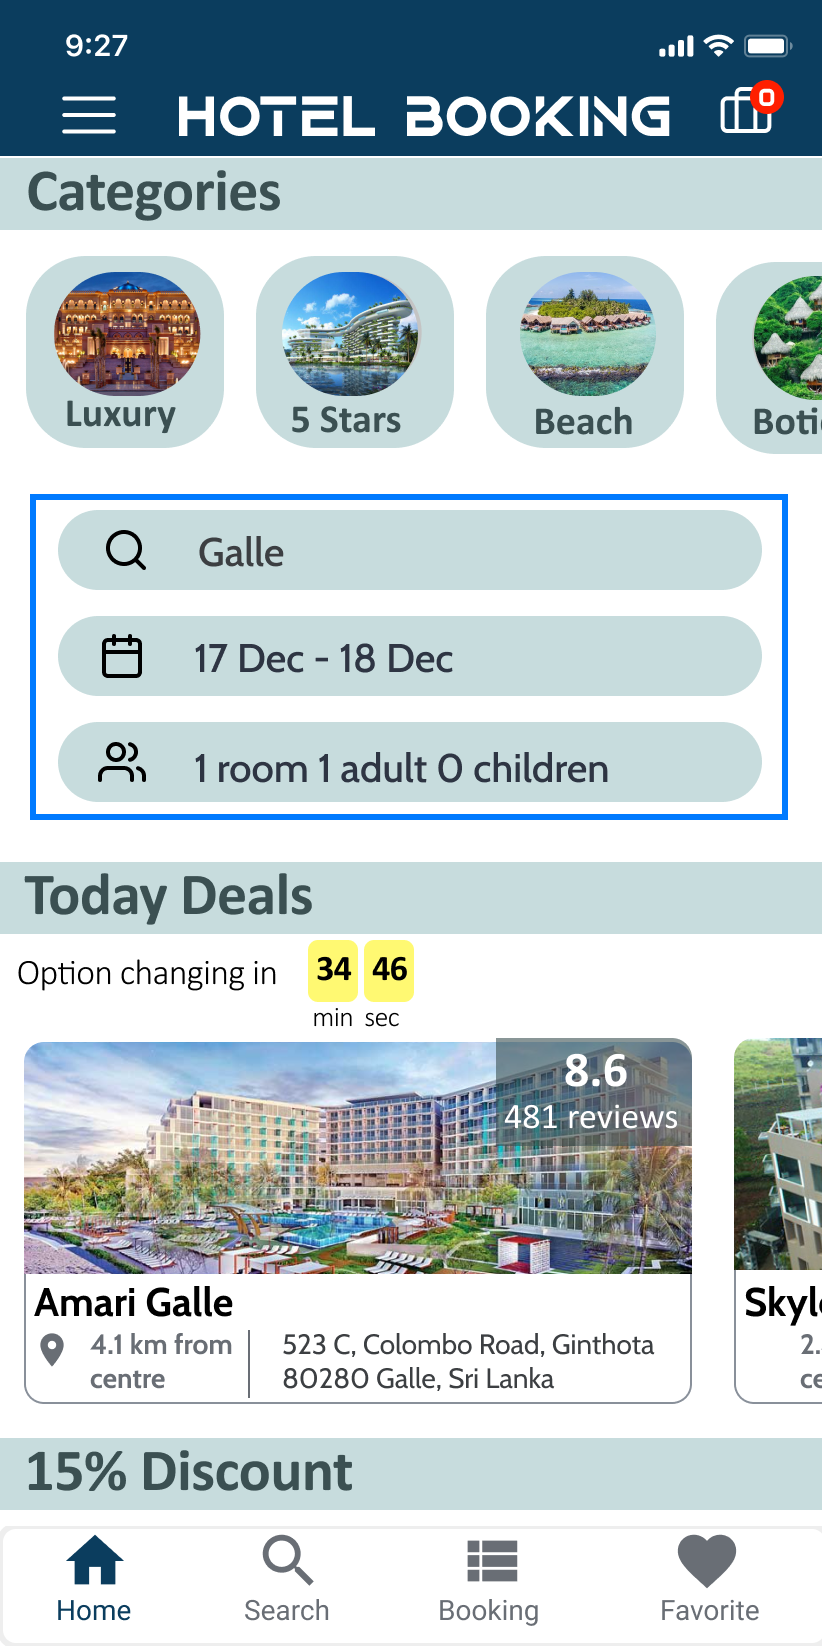 9:27
HOTEL BOOKING
0
Categories
Luxury
5 Stars
Beach
Boti
Galle
17 Dec - 18 Dec
1 room 1 adult 0 children
Today Deals
Option changing in
34 46
min sec
8.6
481 reviews
Amari Galle
4.1 km from
centre
523 C, Colombo Road, Ginthota
80280 Galle, Sri Lanka
Skyl
2.
ce
15% Discount
Home
Search
Booking
Favorite